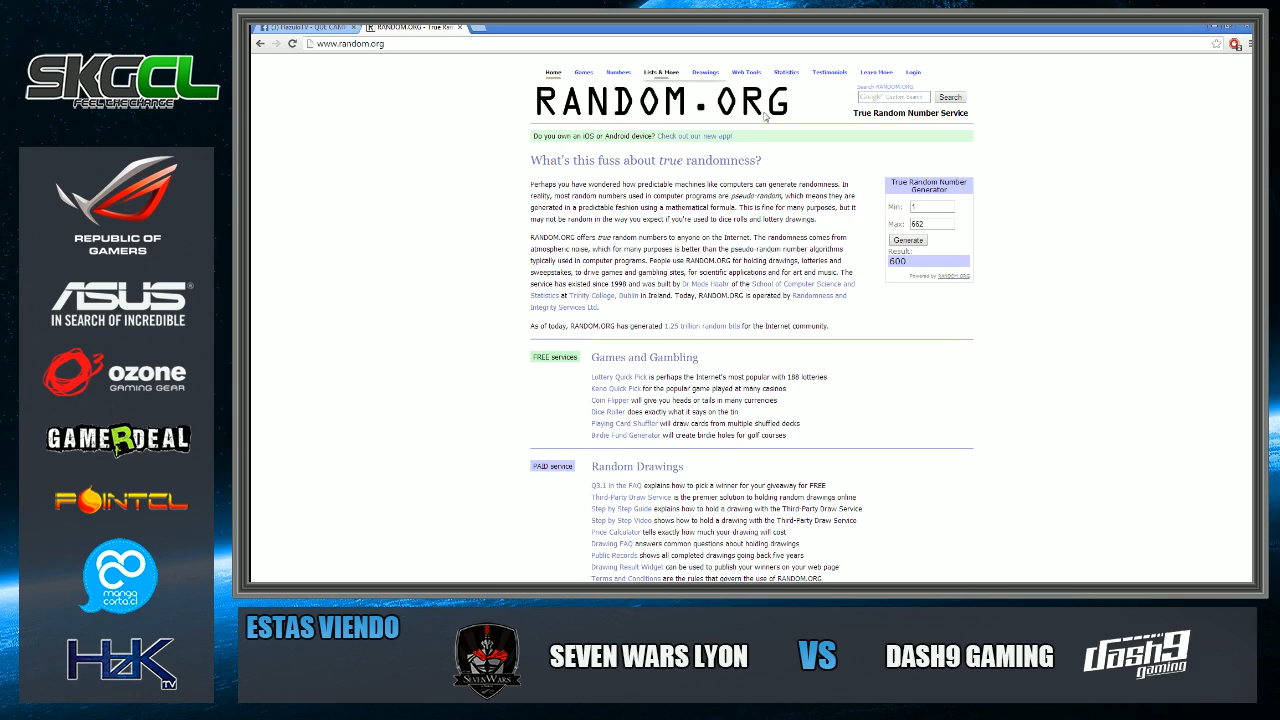 SKGCL
FEEL THE CHANGE
REPUBLIC OF
GAMERS
ASUS
IN SEARCH OF INCREDIBLE
O3 OZONE
GAMING GEAR
GAMERDEAL
POINTCL
manga
corta.cl
HZK
TV
RANDOM.ORG - True Ran
www.random.org
Home Games Numbers Lists & More Drawings Web Tools Statistics Testimonials Learn More Login
RANDOM.ORG
Search RANDOM.ORG
Google Custom Search Search
True Random Number Service
Do you own an iOS or Android device? Check out our new app!
What's this fuss about true randomness?
Perhaps you have wondered how predictable machines like computers can generate randomness. In
reality, most random numbers used in computer programs are pseudo-random, which means they are
generated in a predictable fashion using a mathematical formula. This is fine for many purposes, but it
may not be random in the way you expect if you're used to dice rolls and lottery drawings.
RANDOM.ORG offers true random numbers to anyone on the Internet. The randomness comes from
atmospheric noise, which for many purposes is better than the pseudo-random number algorithms
typically used in computer programs. People use RANDOM.ORG for holding drawings, lotteries and
sweepstakes, to drive games and gambling sites, for scientific applications and for art and music. The
service has existed since 1998 and was built by Dr Mads Haahr of the School of Computer Science and
Statistics at Trinity College, Dublin in Ireland. Today, RANDOM.ORG is operated by Randomness and
Integrity Services Ltd.
As of today, RANDOM.ORG has generated 1.25 trillion random bits for the Internet community.
True Random Number
Generator
Min: 1
Max: 662
Generate
Result:
600
Powered by RANDOM.ORG
FREE services
Games and Gambling
Lottery Quick Pick is perhaps the Internet's most popular with 188 lotteries
Keno Quick Pick for the popular game played at many casinos
Coin Flipper will give you heads or tails in many currencies
Dice Roller does exactly what it says on the tin
Playing Card Shuffler will draw cards from multiple shuffled decks
Birdie Fund Generator will create birdie holes for golf courses
PAID service
Random Drawings
Q3.1 in the FAQ explains how to pick a winner for your giveaway for FREE
Third-Party Draw Service is the premier solution to holding random drawings online
Step by Step Guide explains how to hold a drawing with the Third-Party Draw Service
Step by Step Video shows how to hold a drawing with the Third-Party Draw Service
Price Calculator tells exactly how much your drawing will cost
Drawing FAQ answers common questions about holding drawings
Public Records shows all completed drawings going back five years
Drawing Result Widget can be used to publish your winners on your web page
Terms and Conditions are the rules that govern the use of RANDOM.ORG
ESTAS VIENDO
SEVEN WARS
SEVEN WARS LYON
VS
DASH9 GAMING
dash9
gaming